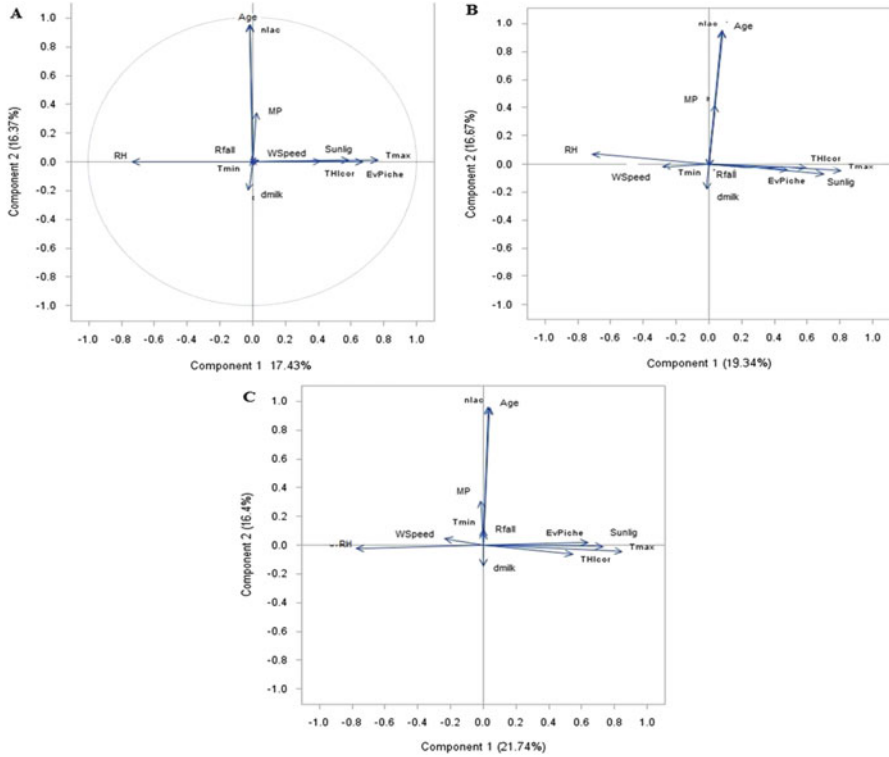 A
Component 2 (16.37%)
1.0
0.8
0.6
0.4
0.2
0.0
-0.2
-0.4
-0.6
-0.8
-1.0
Age
nlac
MP
RH
Rfall
WSpeed
Sunlig
Tmax
Tmin
THIcor
EvPiche
dmilk
-1.0 -0.8 -0.6 -0.4 -0.2 0.0 0.2 0.4 0.6 0.8 1.0
Component 1 17.43%
B
Component 2 (16.67%)
1.0
0.8
0.6
0.4
0.2
0.0
-0.2
-0.4
-0.6
-0.8
-1.0
nlac
Age
MP
RH
THIcor
WSpeed
Tmin
Rfall
Tmax
EvPiche
Sunlig
dmilk
-1.0 -0.8 -0.6 -0.4 -0.2 0.0 0.2 0.4 0.6 0.8 1.0
Component 1 (19.34%)
C
Component 2 (16.4%)
1.0
0.8
0.6
0.4
0.2
0.0
-0.2
-0.4
-0.6
-0.8
-1.0
nlac
Age
MP
Tmin
Rfall
WSpeed
EvPiche
Sunlig
RH
Tmax
THIcor
dmilk
-1.0 -0.8 -0.6 -0.4 -0.2 0.0 0.2 0.4 0.6 0.8 1.0
Component 1 (21.74%)